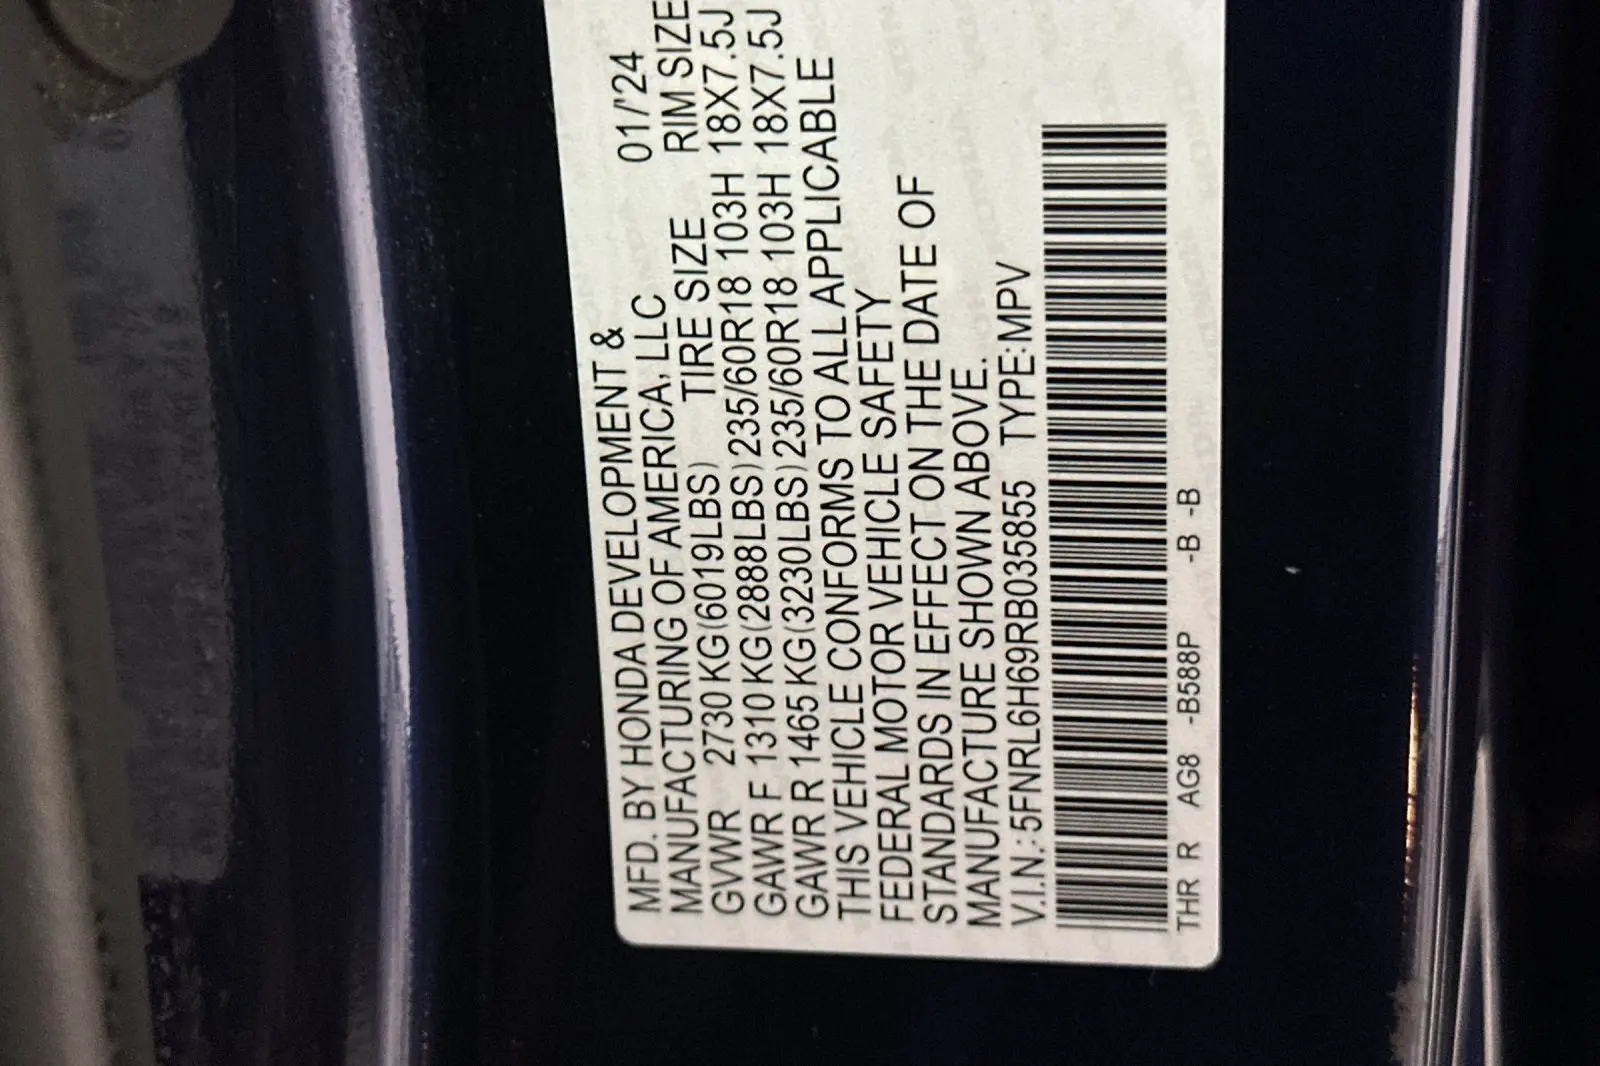 MFD. BY HONDA DEVELOPMENT &
MANUFACTURING OF AMERICA, LLC 01/'24
GVWR 2730 KG (6019LBS) TIRE SIZE RIM SIZE
GAWR F 1310 KG (2888LBS) 235/60R18 103H 18X7.5J
GAWR R 1465 KG (3230LBS) 235/60R18 103H 18X7.5J
THIS VEHICLE CONFORMS TO ALL APPLICABLE
FEDERAL MOTOR VEHICLE SAFETY
STANDARDS IN EFFECT ON THE DATE OF
MANUFACTURE SHOWN ABOVE.
V.I.N.: 5FNRL6H69RB035855 TYPE: MPV
THR R AG8 -B588P -B -B